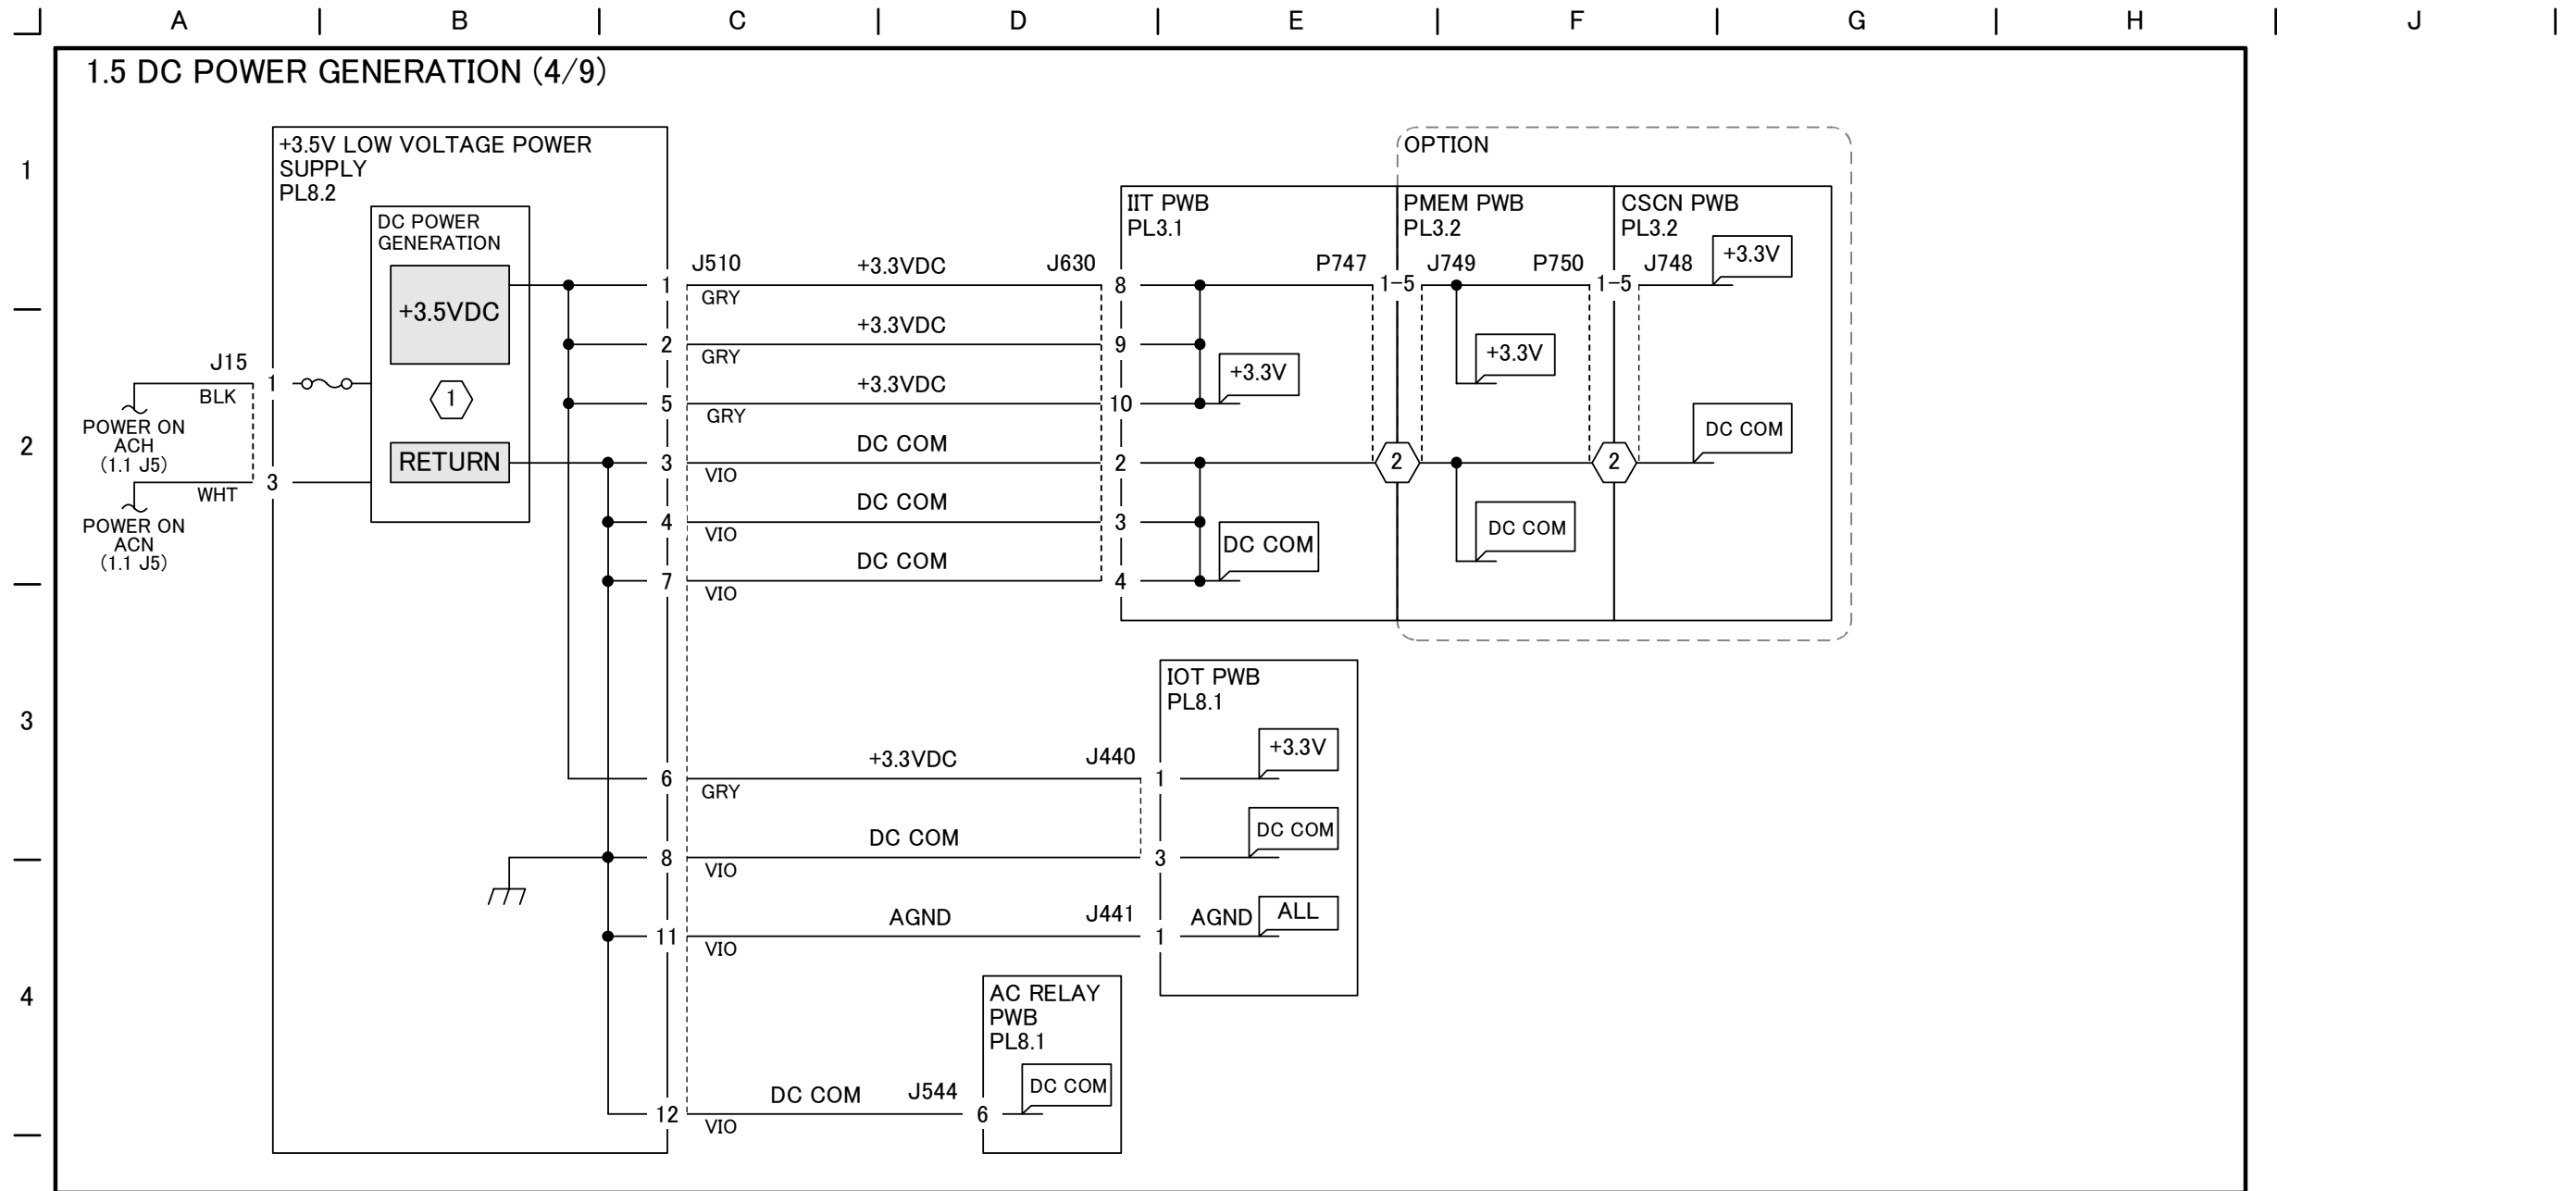 A B C D E F G H J
1.5 DC POWER GENERATION (4/9)
1
2
3
4
+3.5V LOW VOLTAGE POWER
SUPPLY
PL8.2
DC POWER
GENERATION
+3.5VDC
1
RETURN
J15
1
BLK
POWER ON
ACH
(1.1 J5)
3
WHT
POWER ON
ACN
(1.1 J5)
J510
1
GRY
+3.3VDC
J630
8
2
GRY
+3.3VDC
9
5
GRY
+3.3VDC
10
3
VIO
DC COM
2
4
VIO
DC COM
3
7
VIO
DC COM
4
IIT PWB
PL3.1
+3.3V
DC COM
P747
1-5
J749
2
OPTION
PMEM PWB
PL3.2
+3.3V
DC COM
P750
1-5
J748
2
CSCN PWB
PL3.2
+3.3V
DC COM
6
GRY
+3.3VDC
J440
1
8
VIO
DC COM
3
11
VIO
AGND
J441
1
IOT PWB
PL8.1
+3.3V
DC COM
AGND
ALL
12
VIO
DC COM
J544
6
AC RELAY
PWB
PL8.1
DC COM